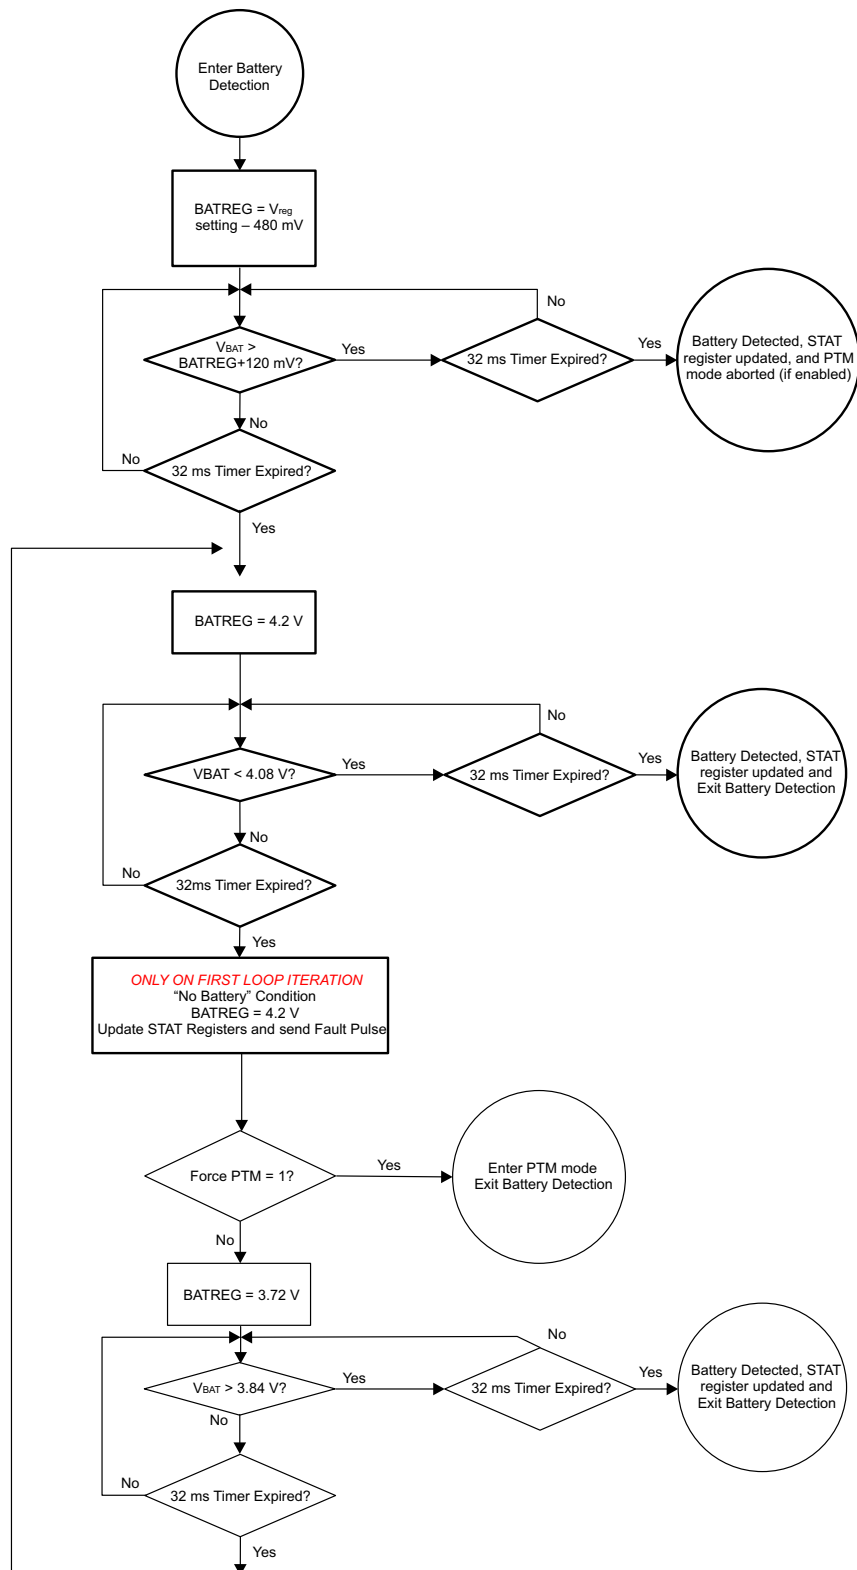 Enter Battery
Detection
BATREG = Vreg
setting – 480 mV
No
VBAT >
BATREG+120 mV?
Yes
32 ms Timer Expired?
Yes
Battery Detected, STAT
register updated, and PTM
mode aborted (if enabled)
No
No
32 ms Timer Expired?
Yes
BATREG = 4.2 V
No
VBAT < 4.08 V?
Yes
32 ms Timer Expired?
Yes
Battery Detected, STAT
register updated and
Exit Battery Detection
No
No
32ms Timer Expired?
Yes
ONLY ON FIRST LOOP ITERATION
“No Battery” Condition
BATREG = 4.2 V
Update STAT Registers and send Fault Pulse
Force PTM = 1?
Yes
Enter PTM mode
Exit Battery Detection
No
BATREG = 3.72 V
No
VBAT > 3.84 V?
Yes
32 ms Timer Expired?
Yes
Battery Detected, STAT
register updated and
Exit Battery Detection
No
No
32 ms Timer Expired?
Yes